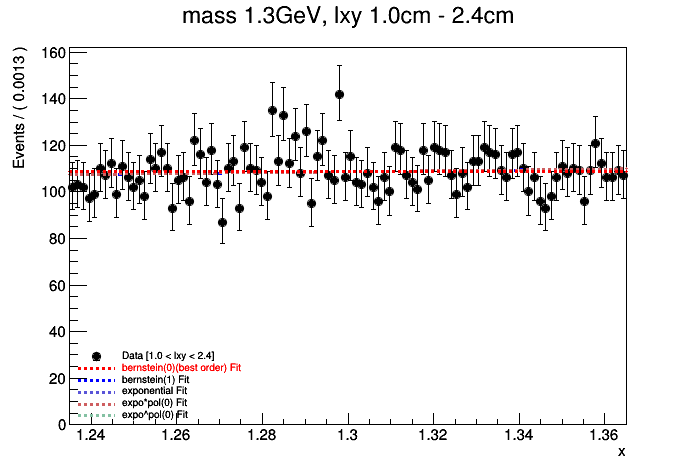 mass 1.3GeV, lxy 1.0cm - 2.4cm
Events / ( 0.0013 )
160
140
120
100
80
60
40
20
0
Data [1.0 < lxy < 2.4]
bernstein(0)(best order) Fit
bernstein(1) Fit
exponential Fit
expo*pol(0) Fit
expo^pol(0) Fit
1.24 1.26 1.28 1.3 1.32 1.34 1.36
x